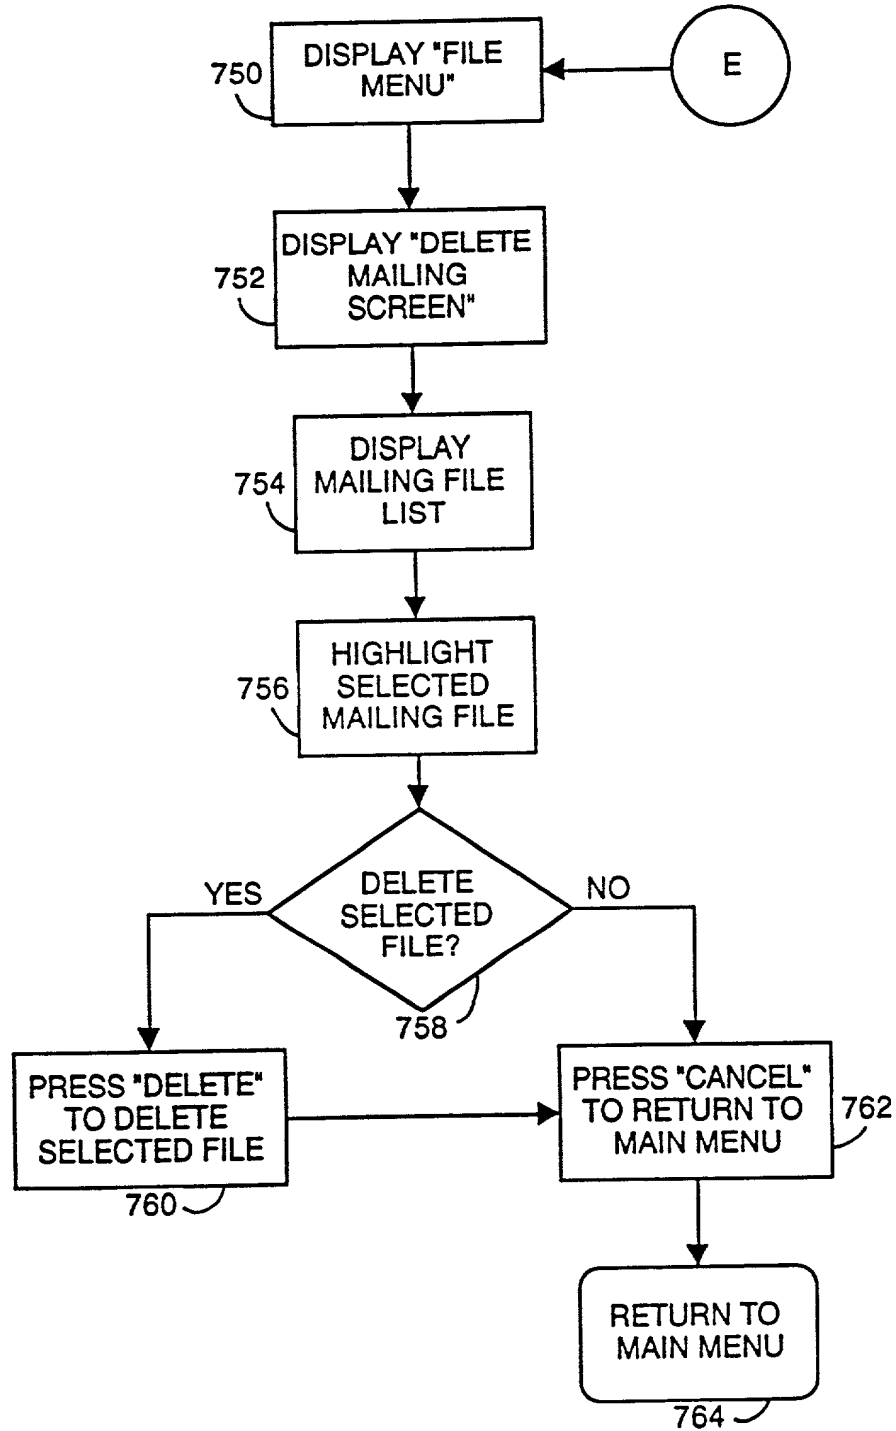 DISPLAY "FILE
MENU"
E
750
DISPLAY "DELETE
MAILING
SCREEN"
752
DISPLAY
MAILING FILE
LIST
754
HIGHLIGHT
SELECTED
MAILING FILE
756
YES
DELETE
SELECTED
FILE?
NO
758
PRESS "DELETE"
TO DELETE
SELECTED FILE
760
PRESS "CANCEL"
TO RETURN TO
MAIN MENU
762
RETURN TO
MAIN MENU
764